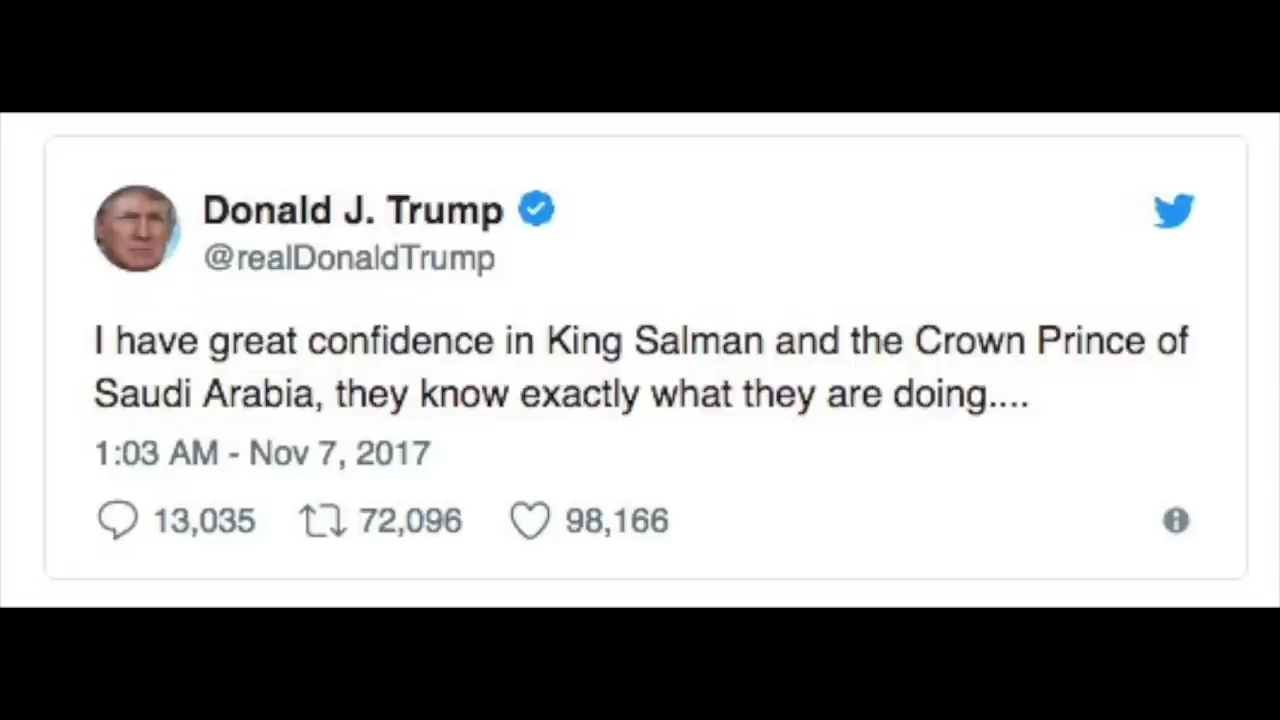 Donald J. Trump
@realDonaldTrump
I have great confidence in King Salman and the Crown Prince of
Saudi Arabia, they know exactly what they are doing....
1:03 AM - Nov 7, 2017
13,035 72,096 98,166